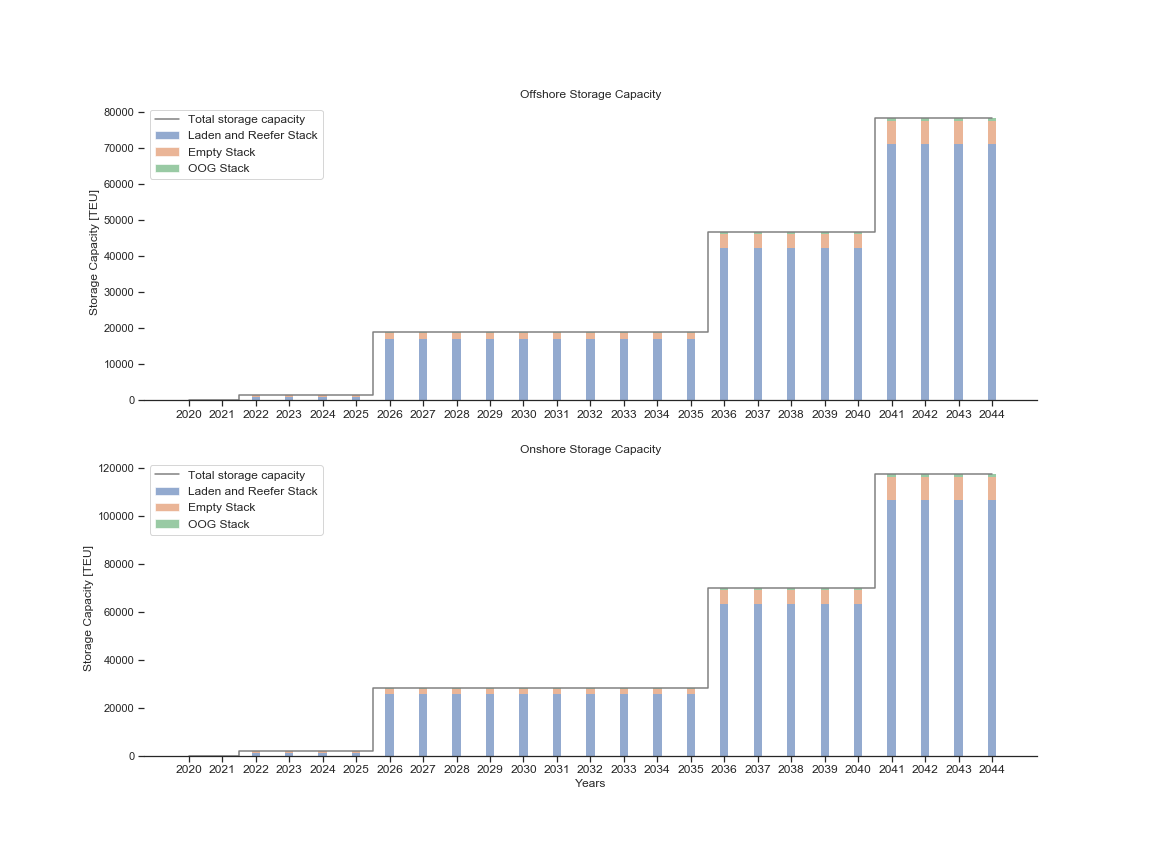 Offshore Storage Capacity
80000
70000
60000
50000
40000
30000
20000
10000
0
Storage Capacity [TEU]
Total storage capacity
Laden and Reefer Stack
Empty Stack
OOG Stack
2020 2021 2022 2023 2024 2025 2026 2027 2028 2029 2030 2031 2032 2033 2034 2035 2036 2037 2038 2039 2040 2041 2042 2043 2044
Onshore Storage Capacity
120000
100000
80000
60000
40000
20000
0
Storage Capacity [TEU]
Total storage capacity
Laden and Reefer Stack
Empty Stack
OOG Stack
2020 2021 2022 2023 2024 2025 2026 2027 2028 2029 2030 2031 2032 2033 2034 2035 2036 2037 2038 2039 2040 2041 2042 2043 2044
Years